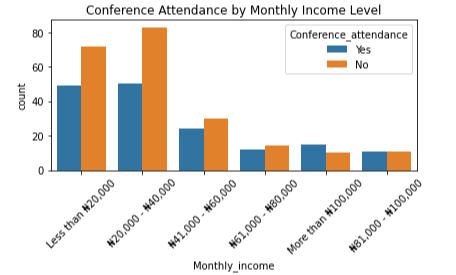 Conference Attendance by Monthly Income Level
Conference_attendance
Yes
No
count
80
60
40
20
0
Less than ₦20,000
₦20,000 - ₦40,000
₦41,000 - ₦60,000
₦61,000 - ₦80,000
More than ₦100,000
₦81,000 - ₦100,000
Monthly_income